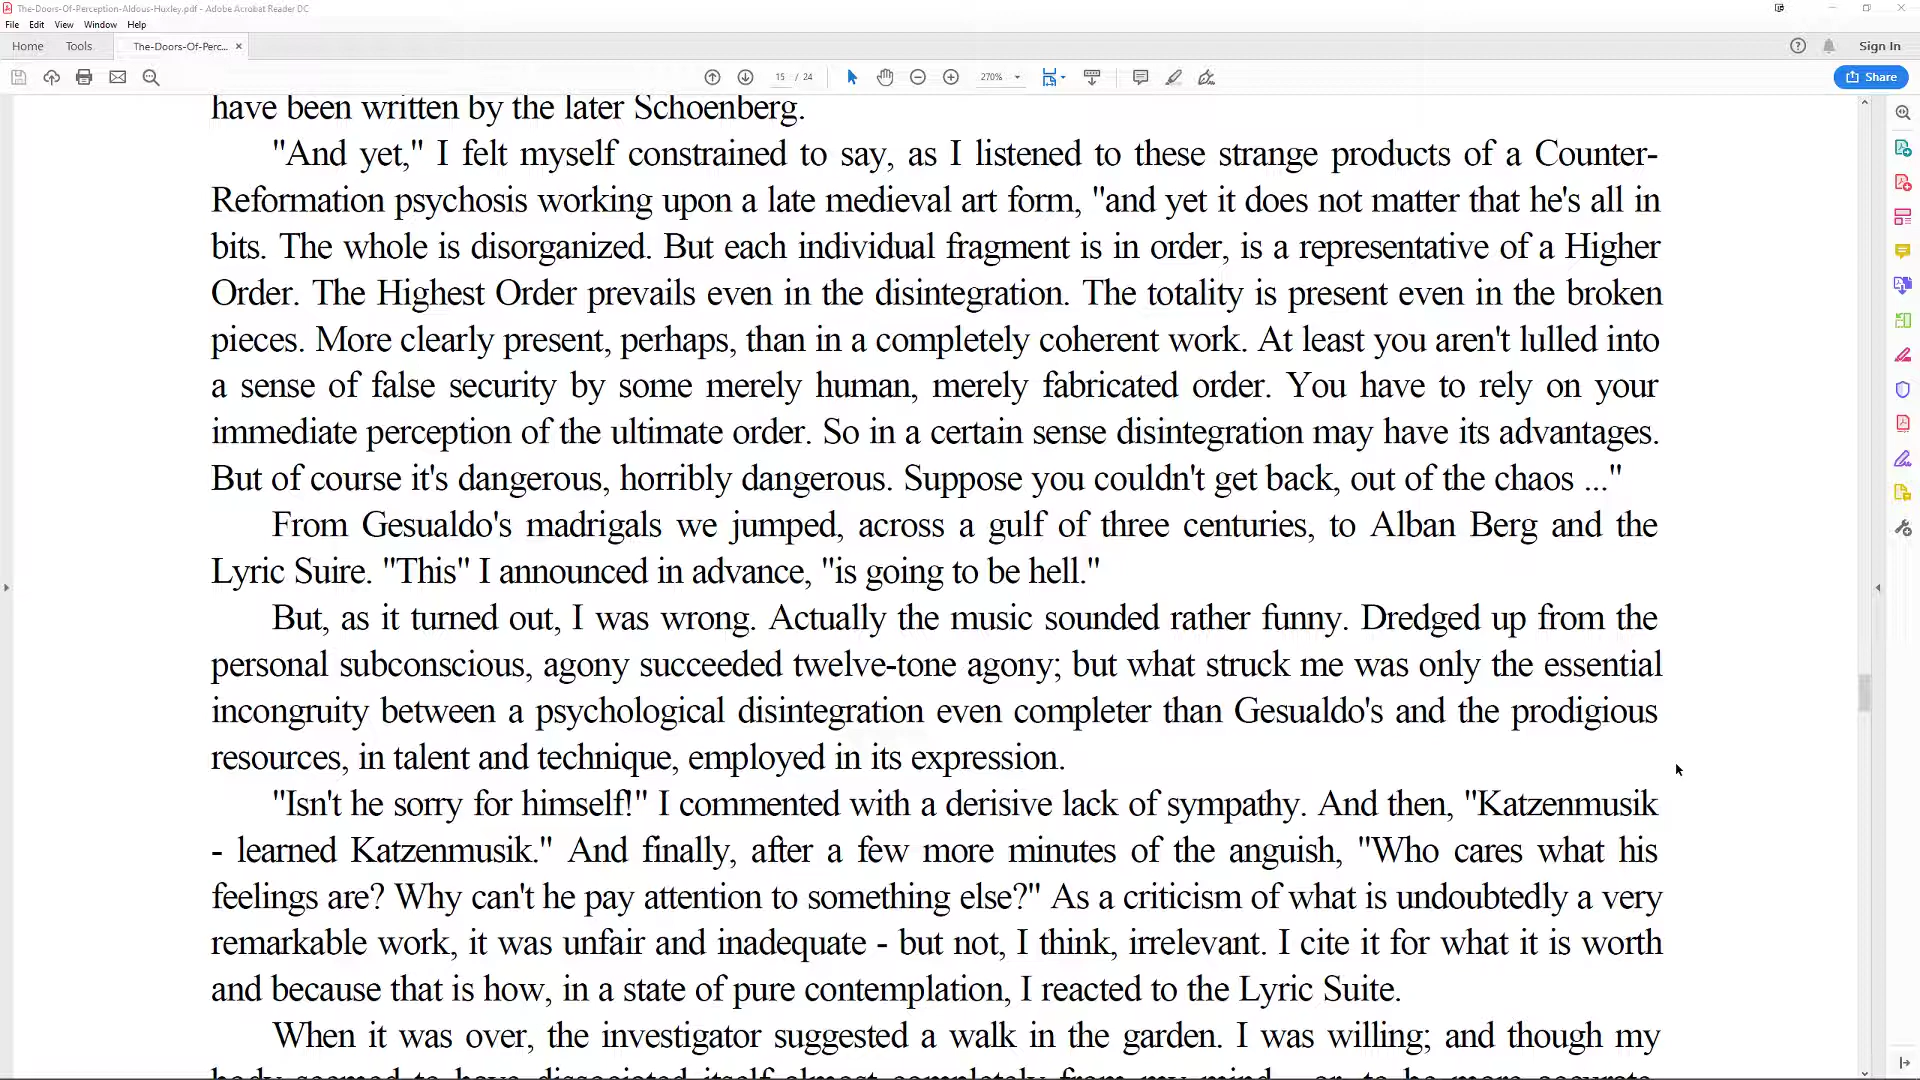 The-Doors-Of-Perception-Aldous-Huxley.pdf - Adobe Acrobat Reader DC
File Edit View Window Help
Home Tools The-Doors-Of-Perc... × Sign In
15 / 24 270% Share
have been written by the later Schoenberg.
"And yet," I felt myself constrained to say, as I listened to these strange products of a Counter-
Reformation psychosis working upon a late medieval art form, "and yet it does not matter that he's all in
bits. The whole is disorganized. But each individual fragment is in order, is a representative of a Higher
Order. The Highest Order prevails even in the disintegration. The totality is present even in the broken
pieces. More clearly present, perhaps, than in a completely coherent work. At least you aren't lulled into
a sense of false security by some merely human, merely fabricated order. You have to rely on your
immediate perception of the ultimate order. So in a certain sense disintegration may have its advantages.
But of course it's dangerous, horribly dangerous. Suppose you couldn't get back, out of the chaos ..."
From Gesualdo's madrigals we jumped, across a gulf of three centuries, to Alban Berg and the
Lyric Suire. "This" I announced in advance, "is going to be hell."
But, as it turned out, I was wrong. Actually the music sounded rather funny. Dredged up from the
personal subconscious, agony succeeded twelve-tone agony; but what struck me was only the essential
incongruity between a psychological disintegration even completer than Gesualdo's and the prodigious
resources, in talent and technique, employed in its expression.
"Isn't he sorry for himself!" I commented with a derisive lack of sympathy. And then, "Katzenmusik
- learned Katzenmusik." And finally, after a few more minutes of the anguish, "Who cares what his
feelings are? Why can't he pay attention to something else?" As a criticism of what is undoubtedly a very
remarkable work, it was unfair and inadequate - but not, I think, irrelevant. I cite it for what it is worth
and because that is how, in a state of pure contemplation, I reacted to the Lyric Suite.
When it was over, the investigator suggested a walk in the garden. I was willing; and though my
body seemed to have dissociated itself almost completely from my mind - or, to be more accurate,